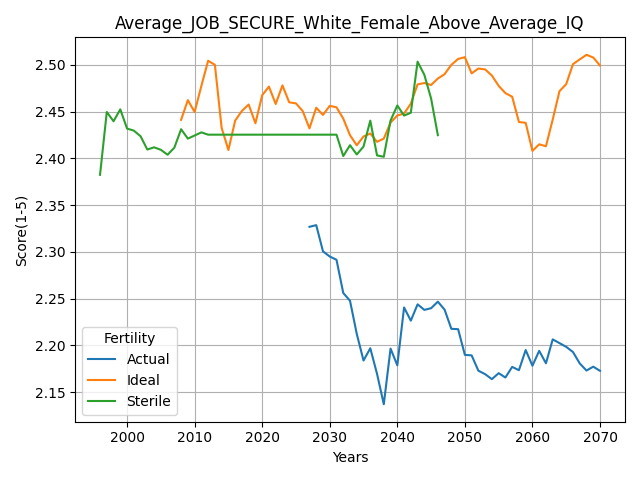 Average_JOB_SECURE_White_Female_Above_Average_IQ
Score(1-5)
2.50
2.45
2.40
2.35
2.30
2.25
2.20
2.15
Fertility
Actual
Ideal
Sterile
2000 2010 2020 2030 2040 2050 2060 2070
Years